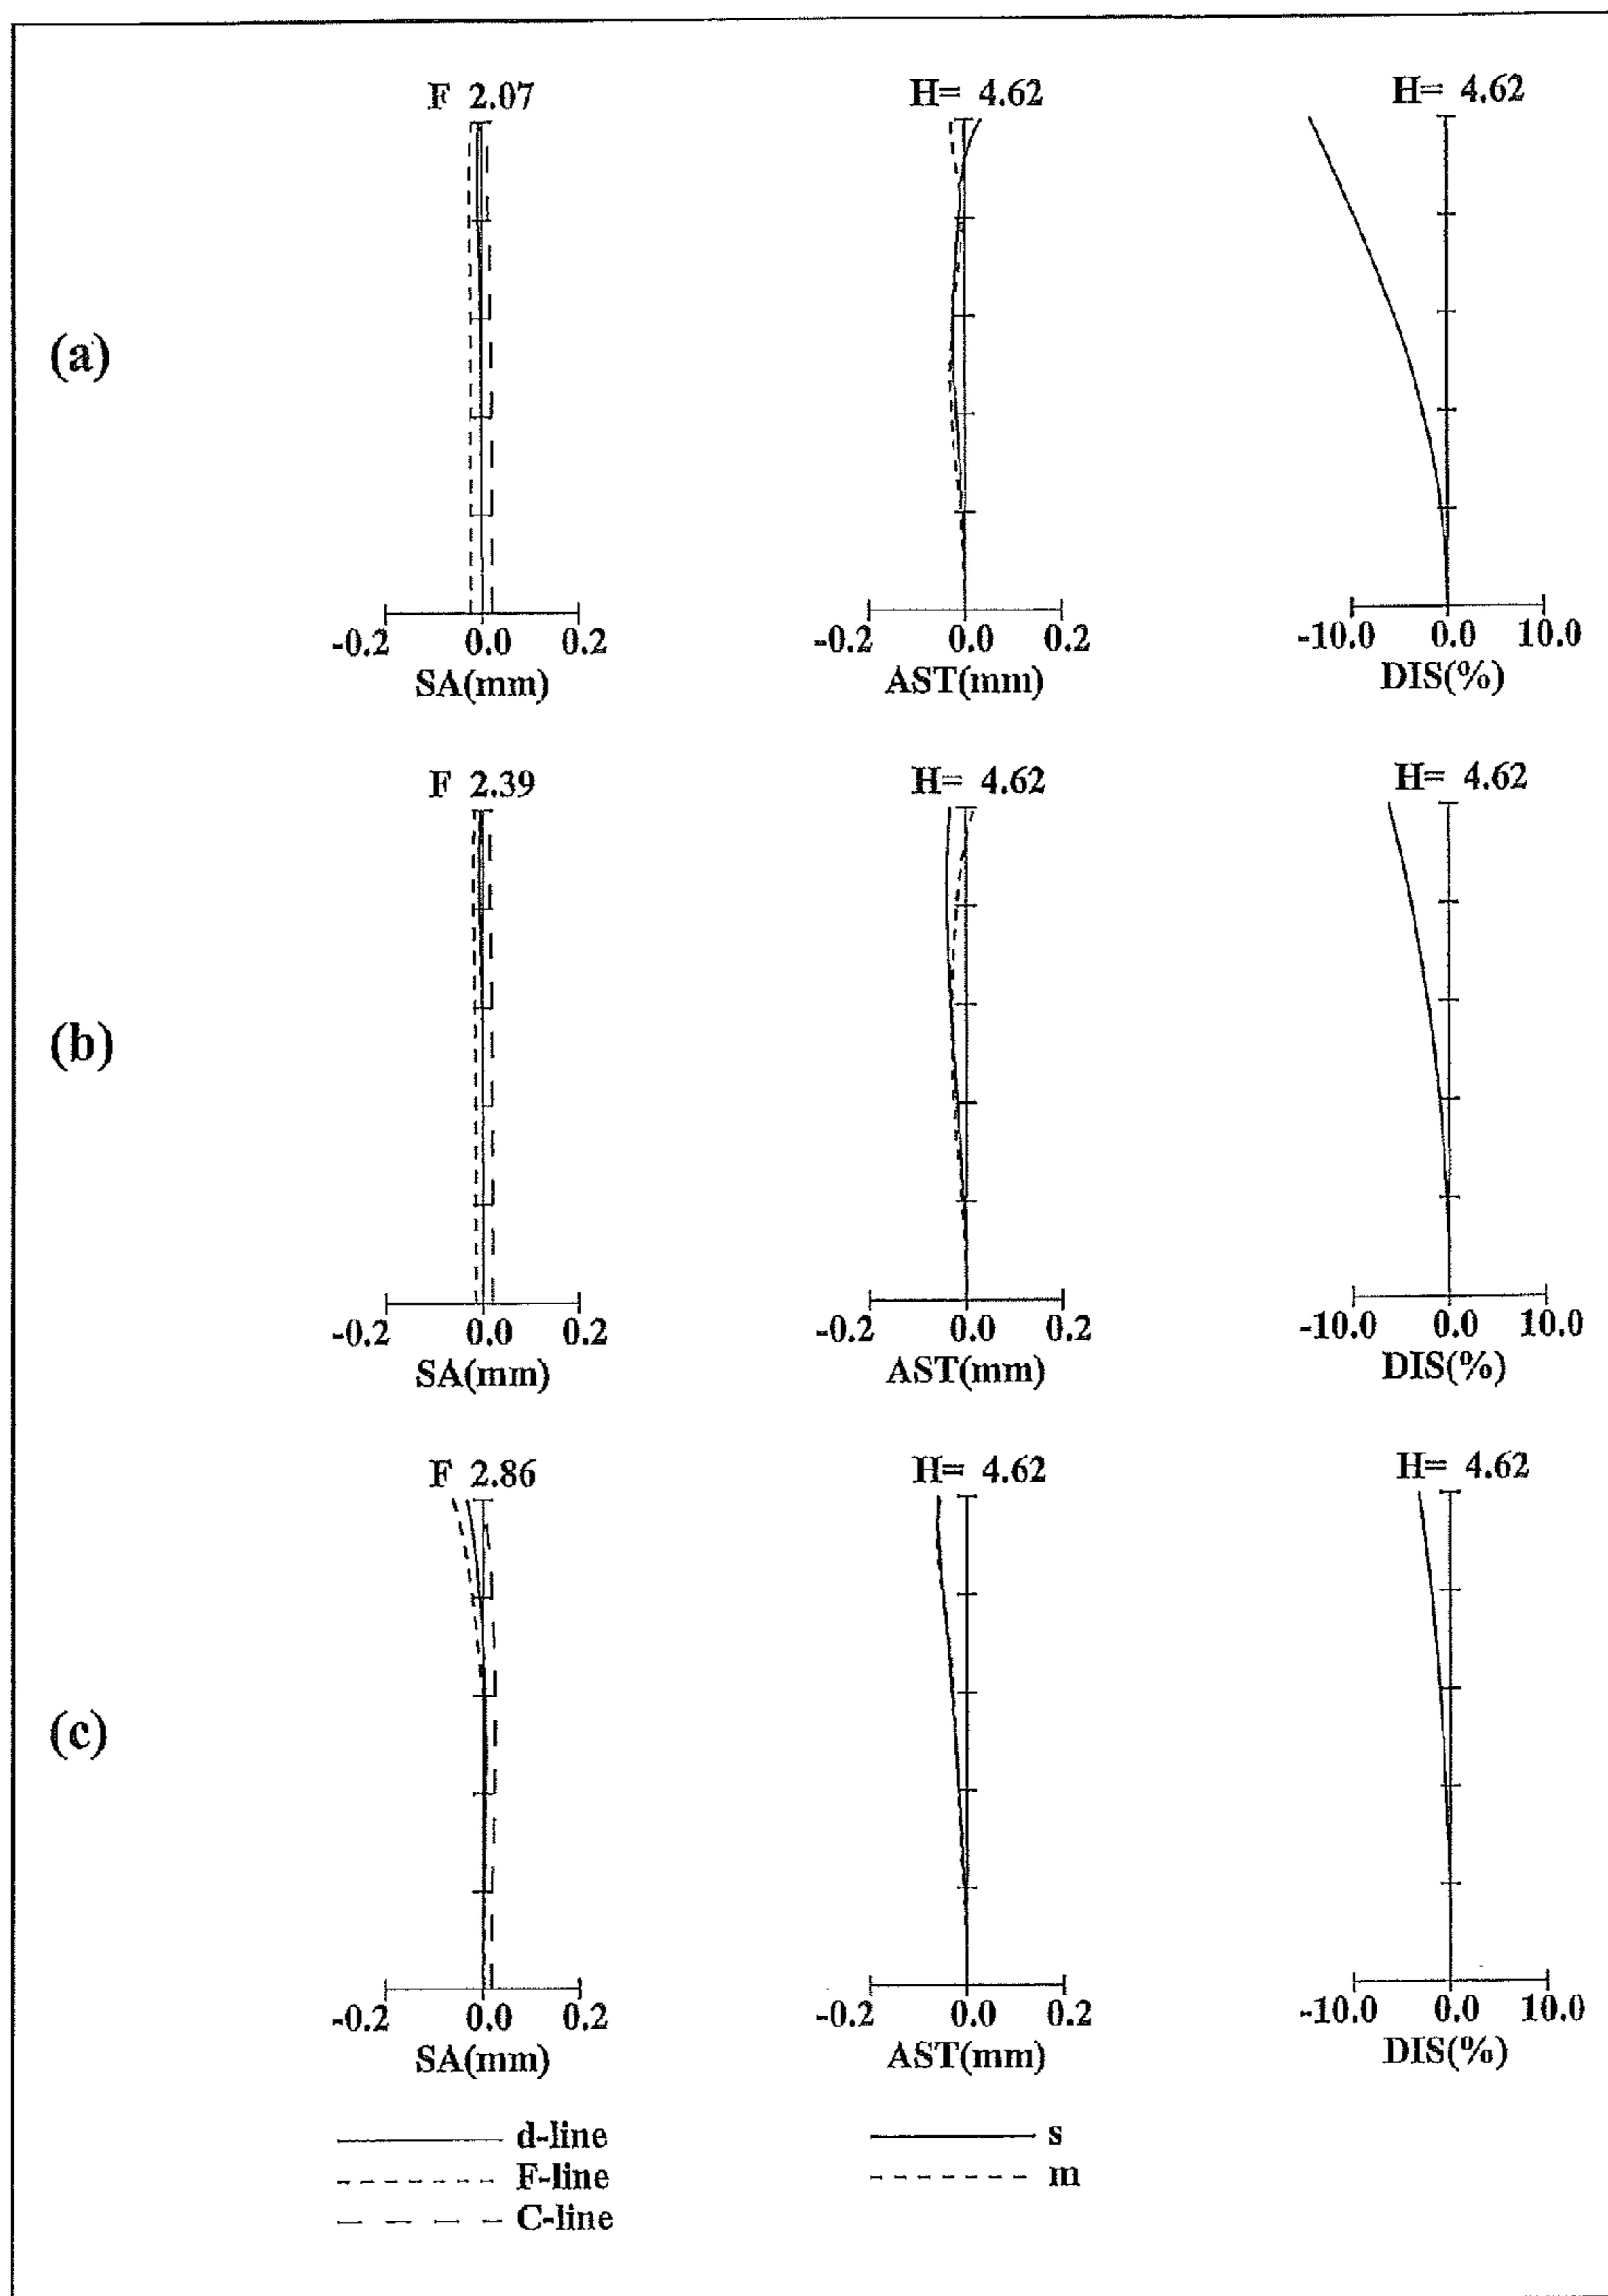 F 2.07 H= 4.62 H= 4.62
(a)
-0.2 0.0 0.2 -0.2 0.0 0.2 -10.0 0.0 10.0
SA(mm) AST(mm) DIS(%)
F 2.39 H= 4.62 H= 4.62
(b)
-0.2 0.0 0.2 -0.2 0.0 0.2 -10.0 0.0 10.0
SA(mm) AST(mm) DIS(%)
F 2.86 H= 4.62 H= 4.62
(c)
-0.2 0.0 0.2 -0.2 0.0 0.2 -10.0 0.0 10.0
SA(mm) AST(mm) DIS(%)
d-line s
F-line m
C-line